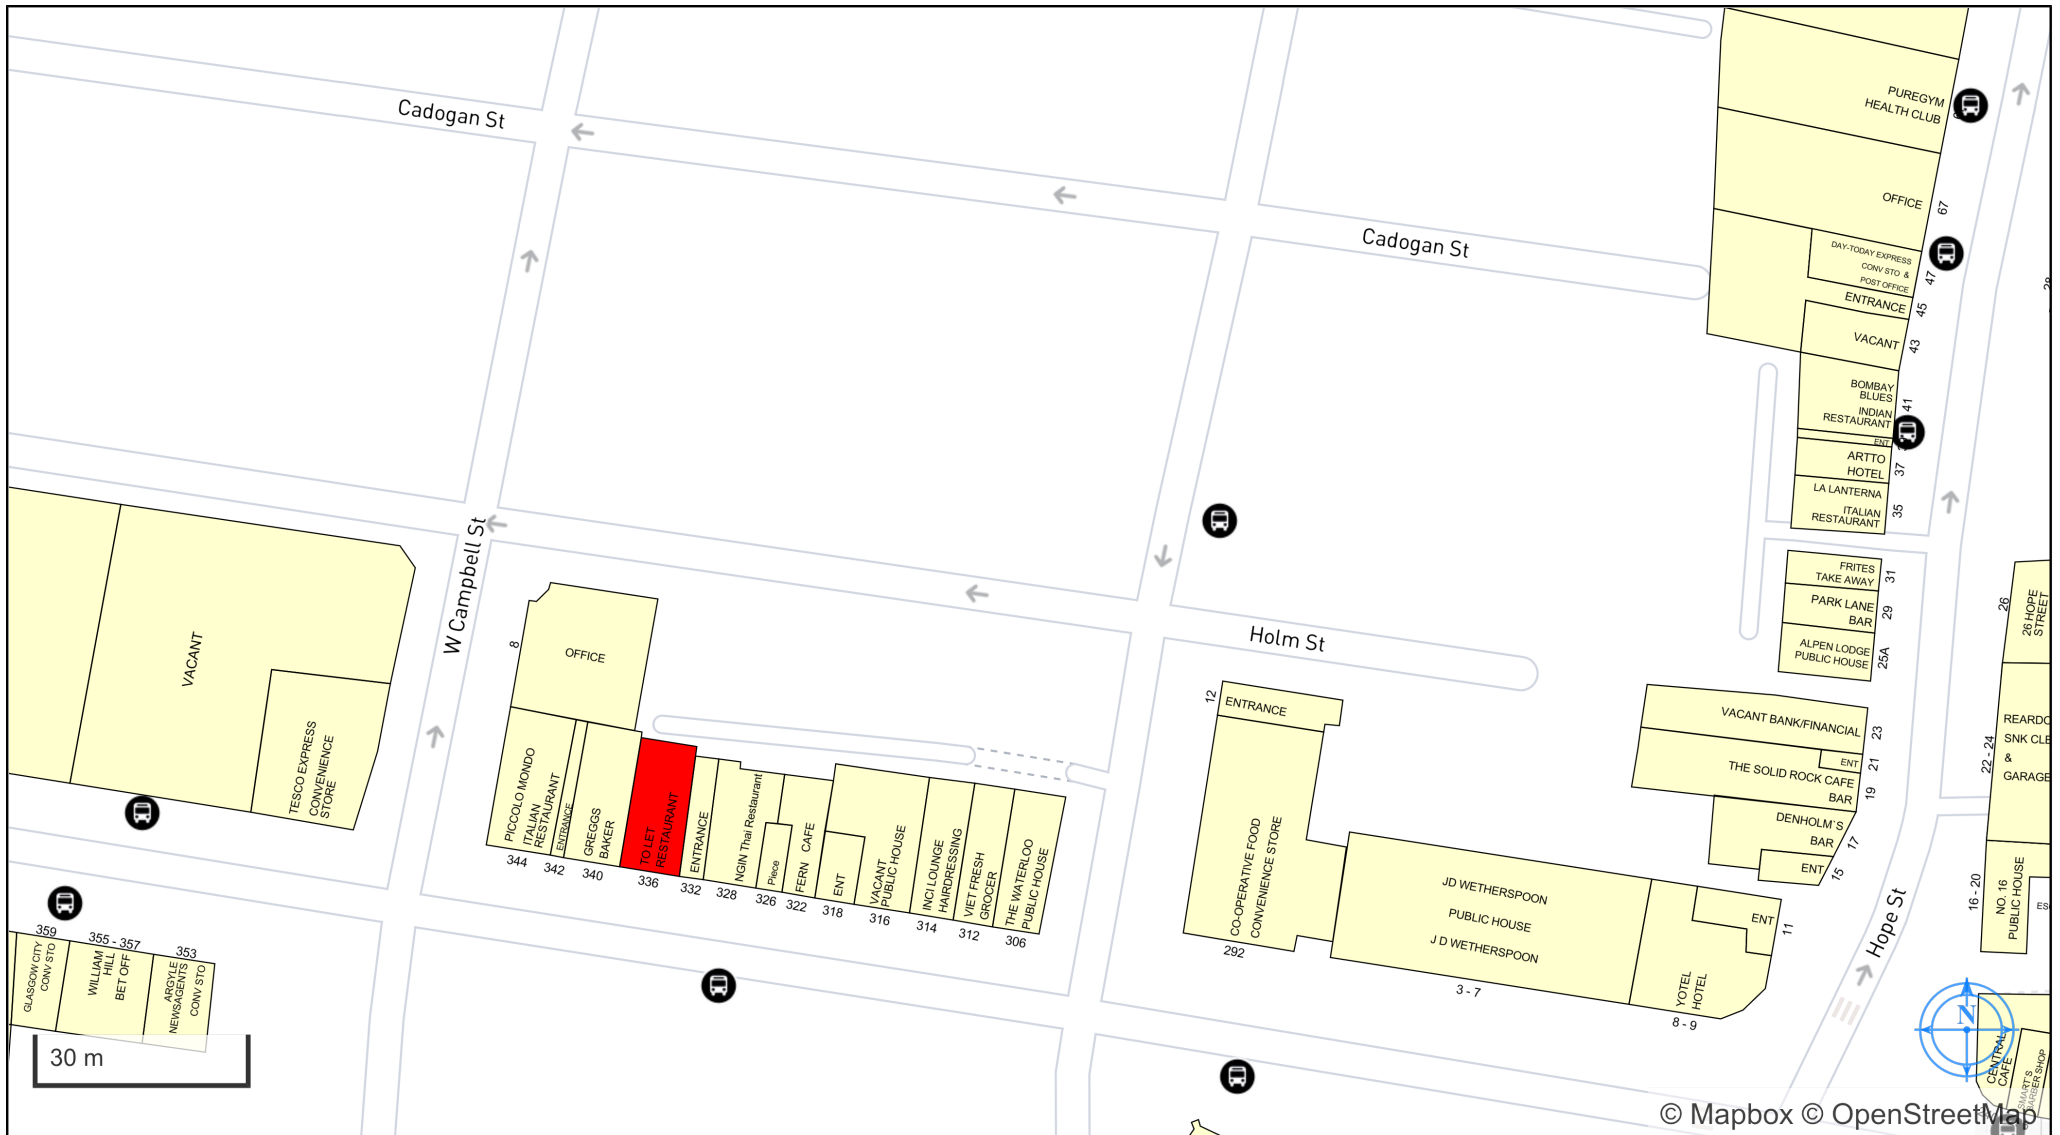 Cadogan St
Cadogan St
PUREGYM
HEALTH CLUB
OFFICE
67
DAY-TODAY EXPRESS
CONV STO &
POST OFFICE
47
ENTRANCE
45
VACANT
43
BOMBAY
BLUES
INDIAN
RESTAURANT
41
ENT
ARTTO
HOTEL
37
LA LANTERNA
ITALIAN
RESTAURANT
35
FRITES
TAKE AWAY
31
PARK LANE
BAR
29
ALPEN LODGE
PUBLIC HOUSE
25A
26
26 HOPE
STREET
W Campbell St
Holm St
VACANT
TESCO EXPRESS
CONVENIENCE
STORE
8
OFFICE
12
ENTRANCE
VACANT BANK/FINANCIAL
23
ENT
21
THE SOLID ROCK CAFE
BAR
19
DENHOLM`S
BAR
17
ENT
15
22 - 24
SNK CLE
&
GARAGE
PICCOLO MONDO
ITALIAN
RESTAURANT
344
ENTRANCE
342
GREGGS
BAKER
340
TO LET
RESTAURANT
336
ENTRANCE
332
NGIN Thai Restaurant
328
Piece
326
FERN CAFE
322
ENT
318
VACANT
PUBLIC HOUSE
316
INCI LOUNGE
HAIRDRESSING
314
VIET FRESH
GROCER
312
THE WATERLOO
PUBLIC HOUSE
306
CO-OPERATIVE FOOD
CONVENIENCE STORE
292
JD WETHERSPOON
PUBLIC HOUSE
J D WETHERSPOON
3 - 7
ENT
11
YOTEL
HOTEL
8 - 9
Hope St
16 - 20
NO. 16
PUBLIC HOUSE
359
GLASGOW CITY
CONV STO
355 - 357
WILLIAM
HILL
BET OFF
353
ARGYLE
NEWSAGENTS
CONV STO
N
CENTRAL
CAFE
30 m
© Mapbox © OpenStreetMap